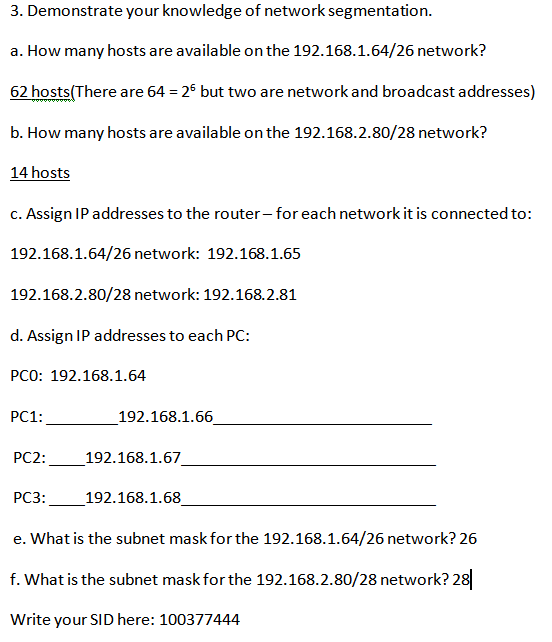 3. Demonstrate your knowledge of network segmentation.
a. How many hosts are available on the 192.168.1.64/26 network?
62 hosts(There are 64 = 2⁶ but two are network and broadcast addresses)
b. How many hosts are available on the 192.168.2.80/28 network?
14 hosts
c. Assign IP addresses to the router – for each network it is connected to:
192.168.1.64/26 network: 192.168.1.65
192.168.2.80/28 network: 192.168.2.81
d. Assign IP addresses to each PC:
PC0: 192.168.1.64
PC1: ________192.168.1.66________________________
PC2: ____192.168.1.67____________________________
PC3: ____192.168.1.68____________________________
e. What is the subnet mask for the 192.168.1.64/26 network? 26
f. What is the subnet mask for the 192.168.2.80/28 network? 28
Write your SID here: 100377444